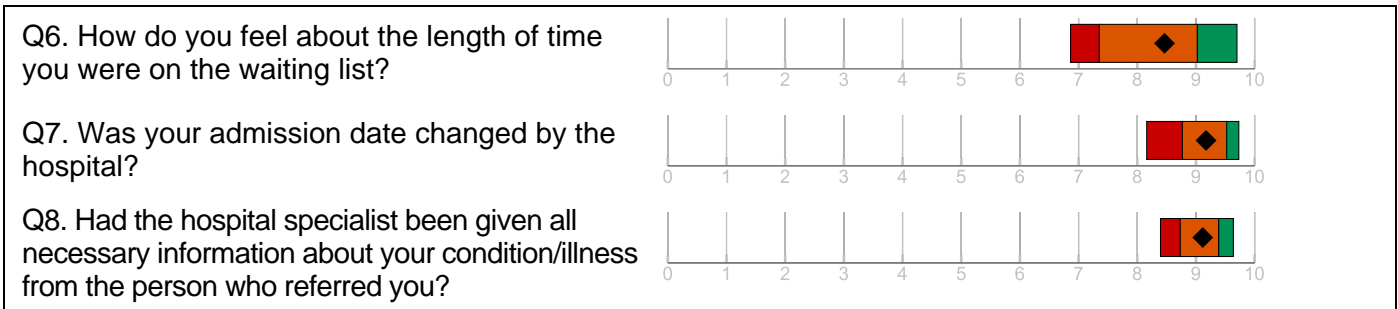 Q6. How do you feel about the length of time
you were on the waiting list?
0 1 2 3 4 5 6 7 8 9 10
Q7. Was your admission date changed by the
hospital?
0 1 2 3 4 5 6 7 8 9 10
Q8. Had the hospital specialist been given all
necessary information about your condition/illness
from the person who referred you?
0 1 2 3 4 5 6 7 8 9 10